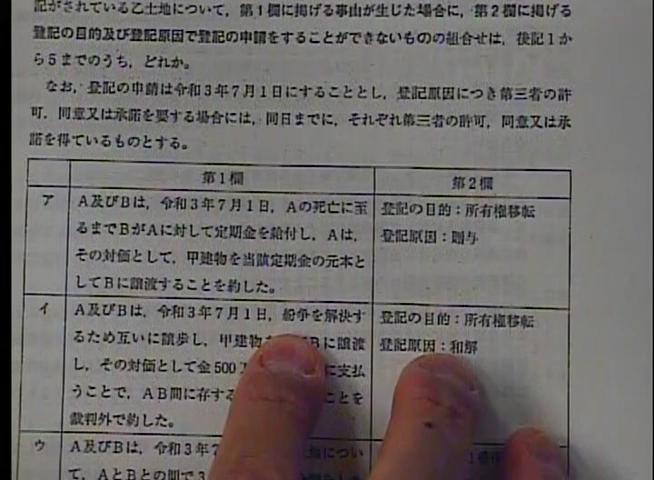 記がされている乙土地について，第1欄に掲げる事由が生じた場合に，第2欄に掲げる
登記の目的及び登記原因で登記の申請をすることができないものの組合せは，後記1か
ら5までのうち，どれか。
なお，登記の申請は令和3年7月1日にすることとし，登記原因につき第三者の許
可，同意又は承諾を要する場合には，同日までに，それぞれ第三者の許可，同意又は承
諾を得ているものとする。
第1欄 第2欄
ア A及びBは，令和3年7月1日，Aの死亡に至 登記の目的：所有権移転
るまでBがAに対して定期金を給付し，Aは， 登記原因：贈与
その対価として，甲建物を当該定期金の元本と
してBに譲渡することを約した。
イ A及びBは，令和3年7月1日，紛争を解決す 登記の目的：所有権移転
るため互いに譲歩し，甲建物を Bに譲渡 登記原因：和解
し，その対価として金500 に支払
うことで，AB間に存する ことを
裁判外で約した。
ウ A及びBは，令和3年7 につい
て，AとBとの間で3